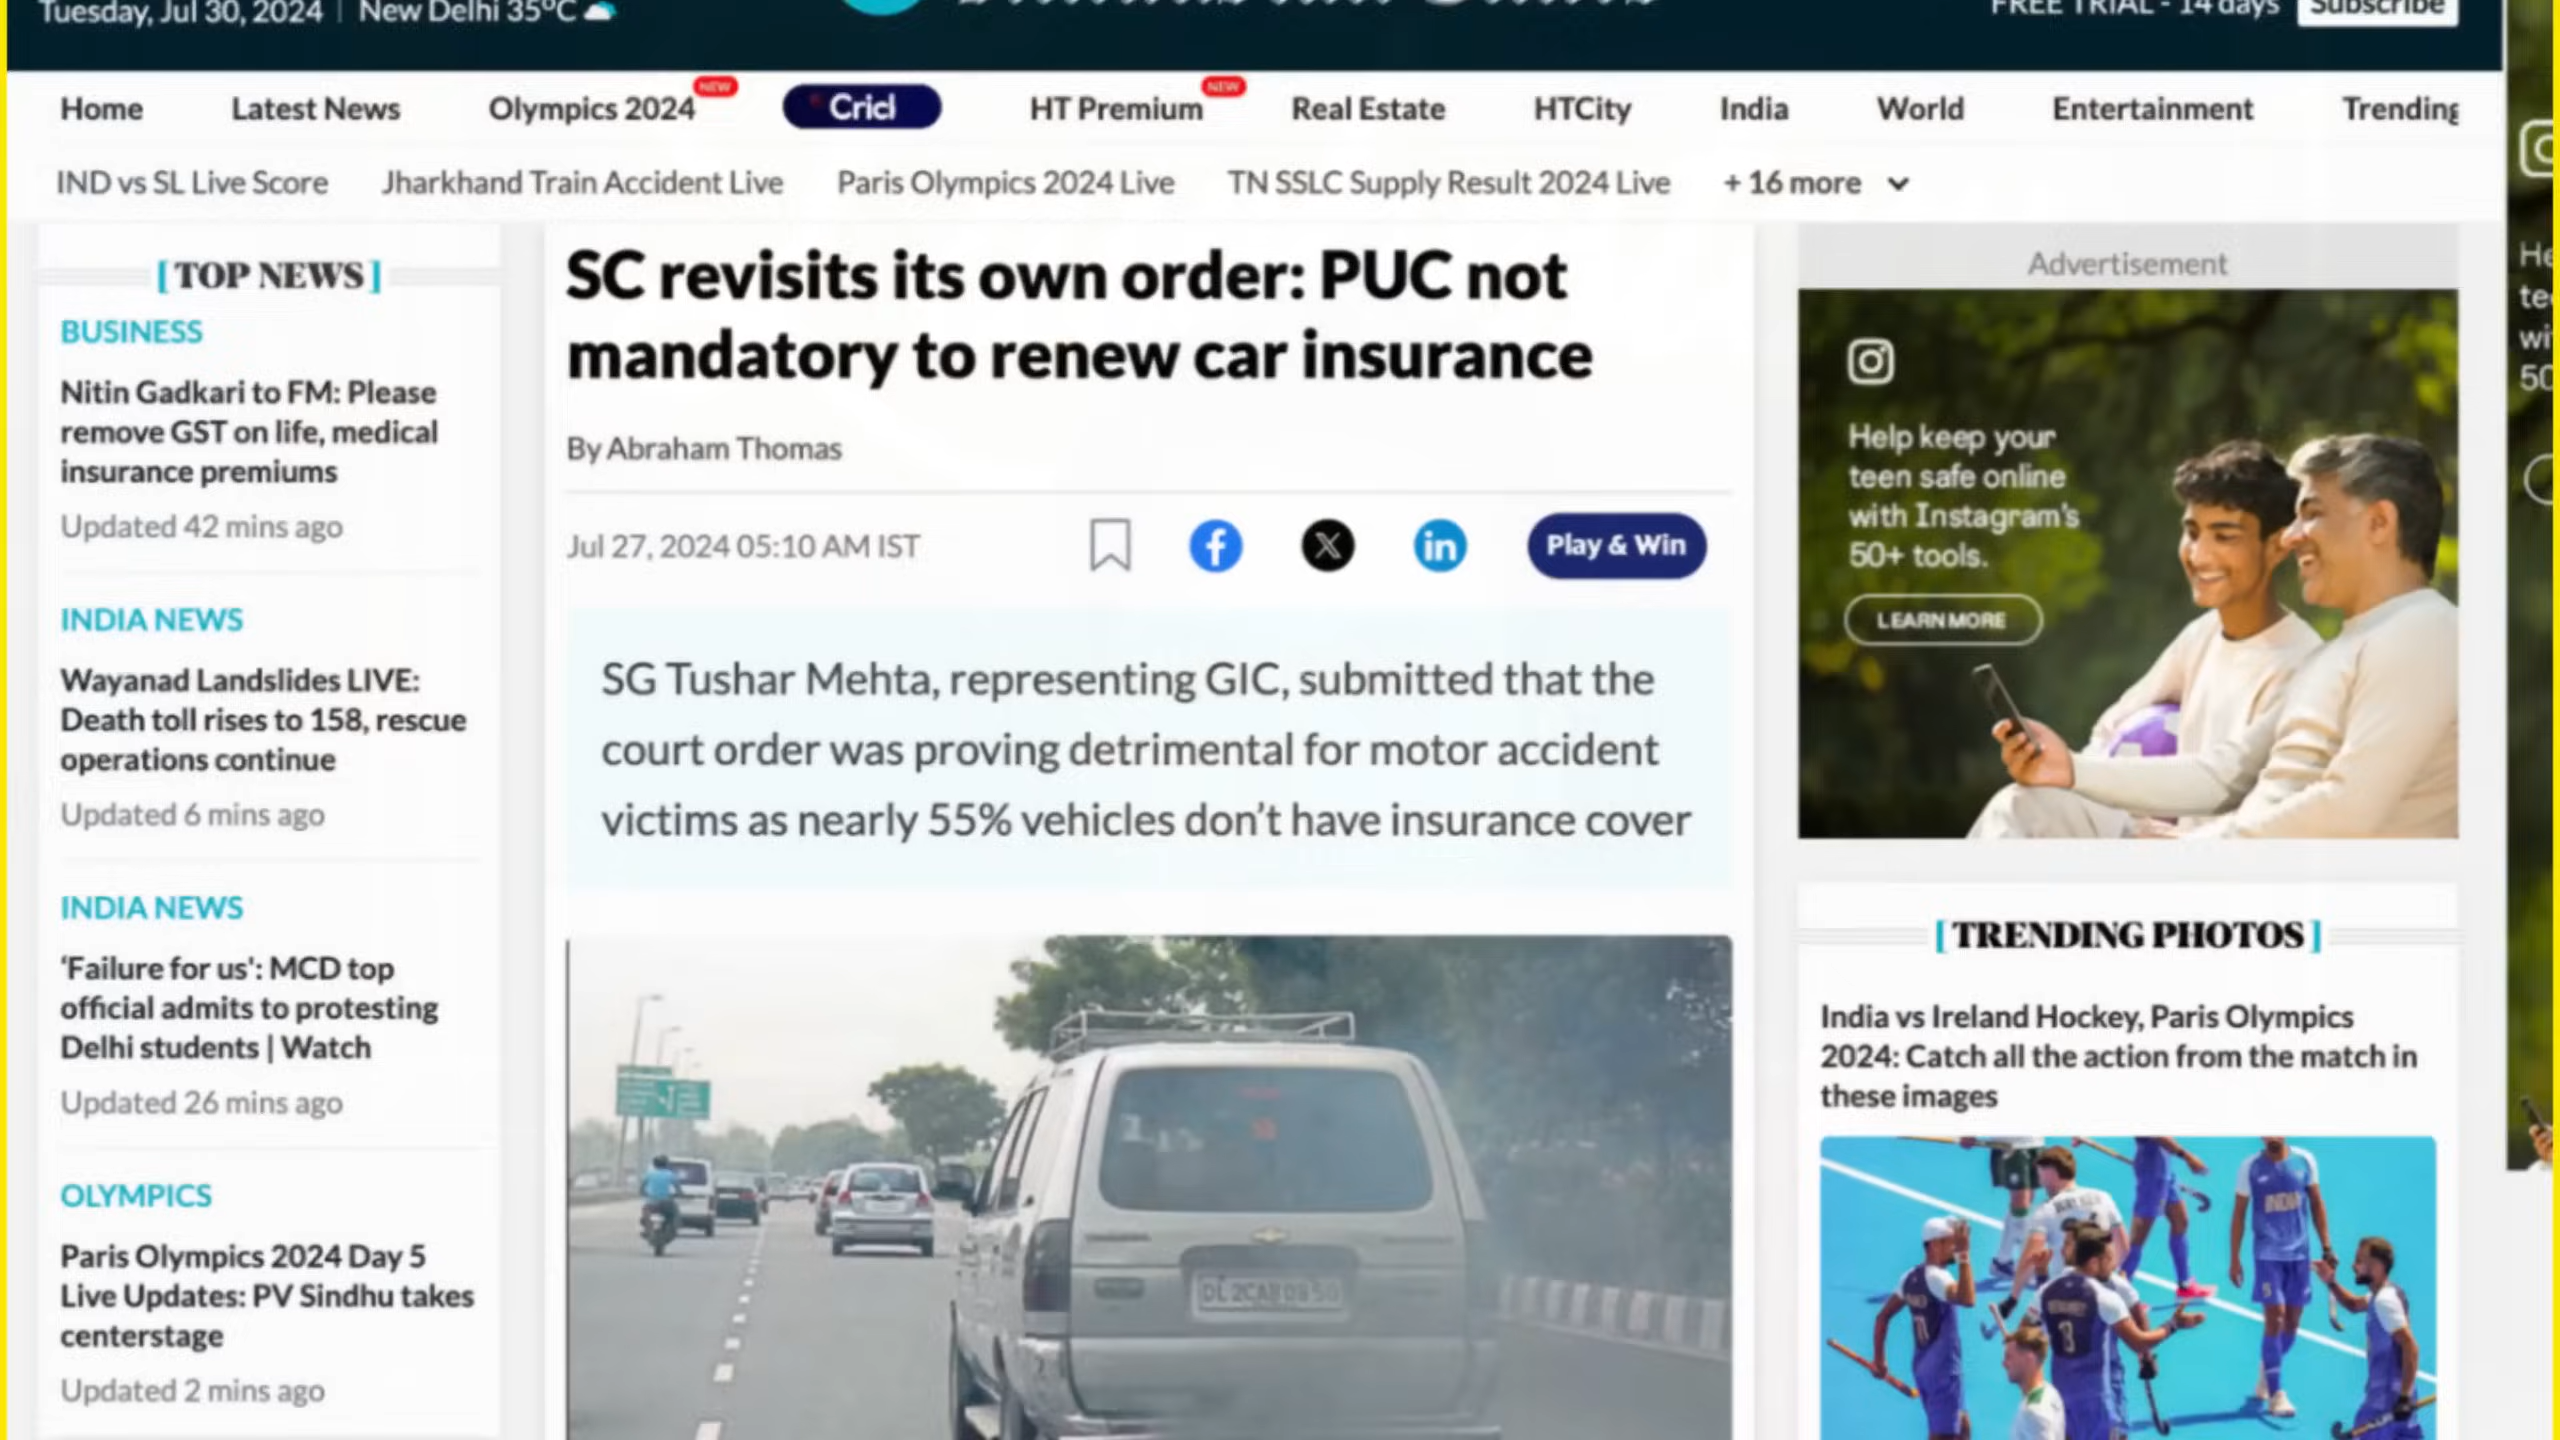 Tuesday, Jul 30, 2024 | New Delhi 35°C
FREE TRIAL - 14 days Subscribe
Home Latest News Olympics 2024 NEW Cricl HT Premium NEW Real Estate HTCity India World Entertainment Trending
IND vs SL Live Score Jharkhand Train Accident Live Paris Olympics 2024 Live TN SSLC Supply Result 2024 Live + 16 more
[TOP NEWS]
BUSINESS
Nitin Gadkari to FM: Please
remove GST on life, medical
insurance premiums
Updated 42 mins ago
INDIA NEWS
Wayanad Landslides LIVE:
Death toll rises to 158, rescue
operations continue
Updated 6 mins ago
INDIA NEWS
‘Failure for us’: MCD top
official admits to protesting
Delhi students | Watch
Updated 26 mins ago
OLYMPICS
Paris Olympics 2024 Day 5
Live Updates: PV Sindhu takes
centerstage
Updated 2 mins ago
SC revisits its own order: PUC not
mandatory to renew car insurance
By Abraham Thomas
Jul 27, 2024 05:10 AM IST
Play & Win
SG Tushar Mehta, representing GIC, submitted that the
court order was proving detrimental for motor accident
victims as nearly 55% vehicles don’t have insurance cover
Advertisement
Help keep your
teen safe online
with Instagram's
50+ tools.
LEARN MORE
[TRENDING PHOTOS]
India vs Ireland Hockey, Paris Olympics
2024: Catch all the action from the match in
these images
INDIA